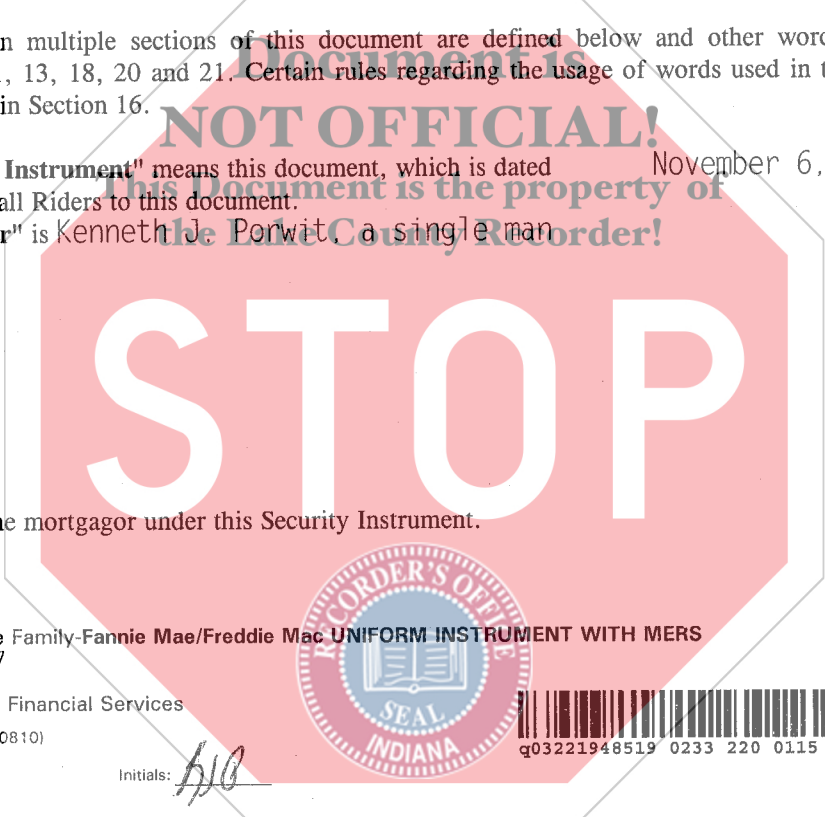 n multiple sections of this document are defined below and other word
, 13, 18, 20 and 21. Certain rules regarding the usage of words used in t
in Section 16.
Document is
NOT OFFICIAL!
Instrument" means this document, which is dated November 6,
This Document is the property of
all Riders to this document.
r" is Kenneth J. Porwit, a single man
the Lake County Recorder!
STOP
e mortgagor under this Security Instrument.
RECORDER'S OFFICE
SEAL
INDIANA
e Family-Fannie Mae/Freddie Mac UNIFORM INSTRUMENT WITH MERS
Financial Services
0810)
q03221948519 0233 220 0115
Initials: